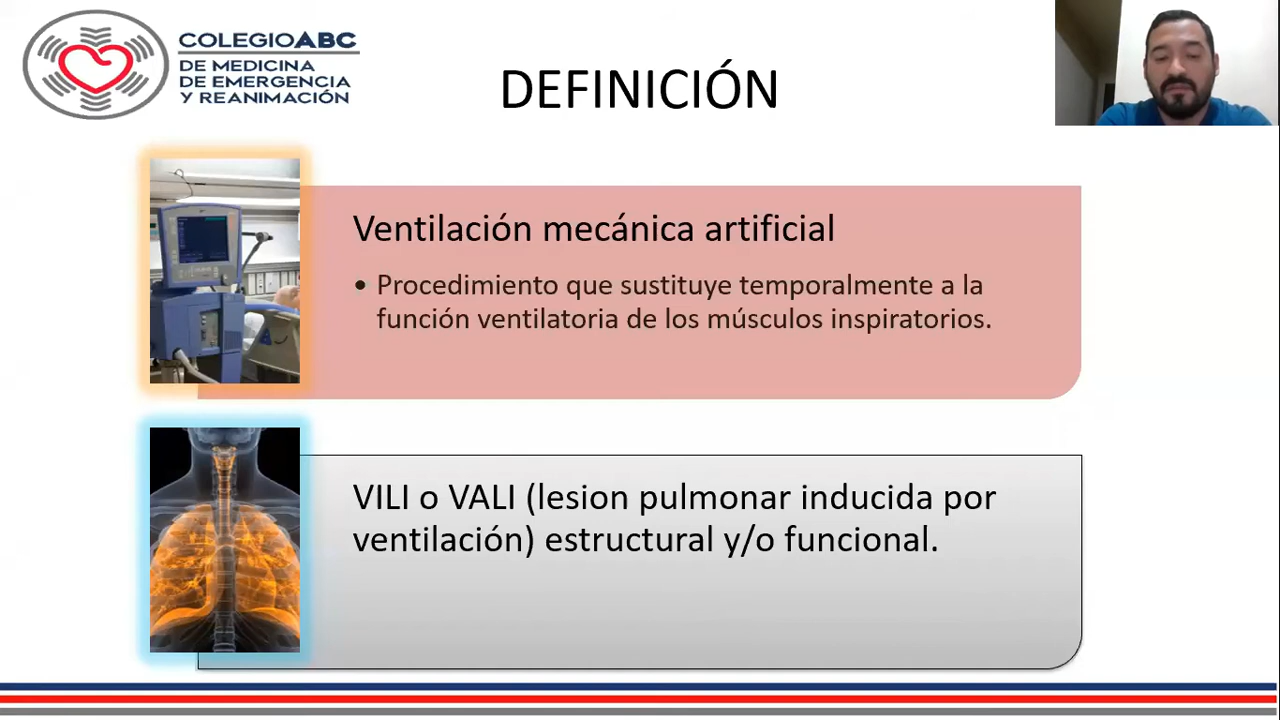 COLEGIOABC
DE MEDICINA
DE EMERGENCIA
Y REANIMACIÓN
DEFINICIÓN
Ventilación mecánica artificial
• Procedimiento que sustituye temporalmente a la
función ventilatoria de los músculos inspiratorios.
VILI o VALI (lesion pulmonar inducida por
ventilación) estructural y/o funcional.